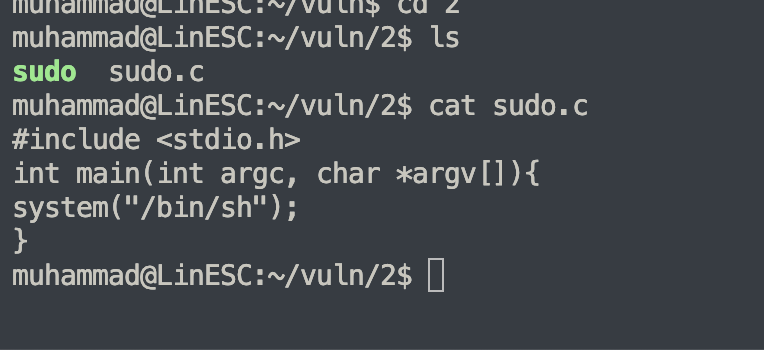 muhammad@LinESC:~/vuln$ cd 2
muhammad@LinESC:~/vuln/2$ ls
sudo  sudo.c
muhammad@LinESC:~/vuln/2$ cat sudo.c
#include <stdio.h>
int main(int argc, char *argv[]){
system("/bin/sh");
}
muhammad@LinESC:~/vuln/2$